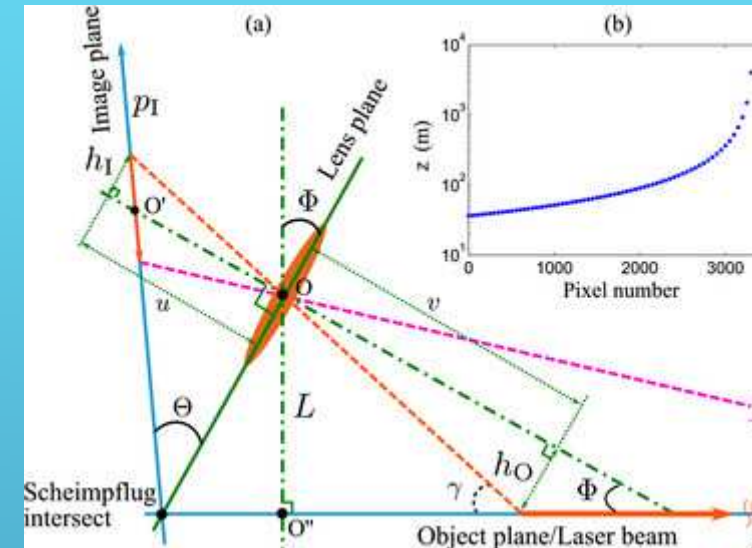 (a)
Image plane
p_I
h_I
O'
u
Φ
Lens plane
O
v
L
Θ
h_O
γ
Φ
Scheimpflug
intersect
O"
Object plane/Laser beam
(b)
z (m)
10^4
10^3
10^2
10^1
0
1000
2000
3000
Pixel number